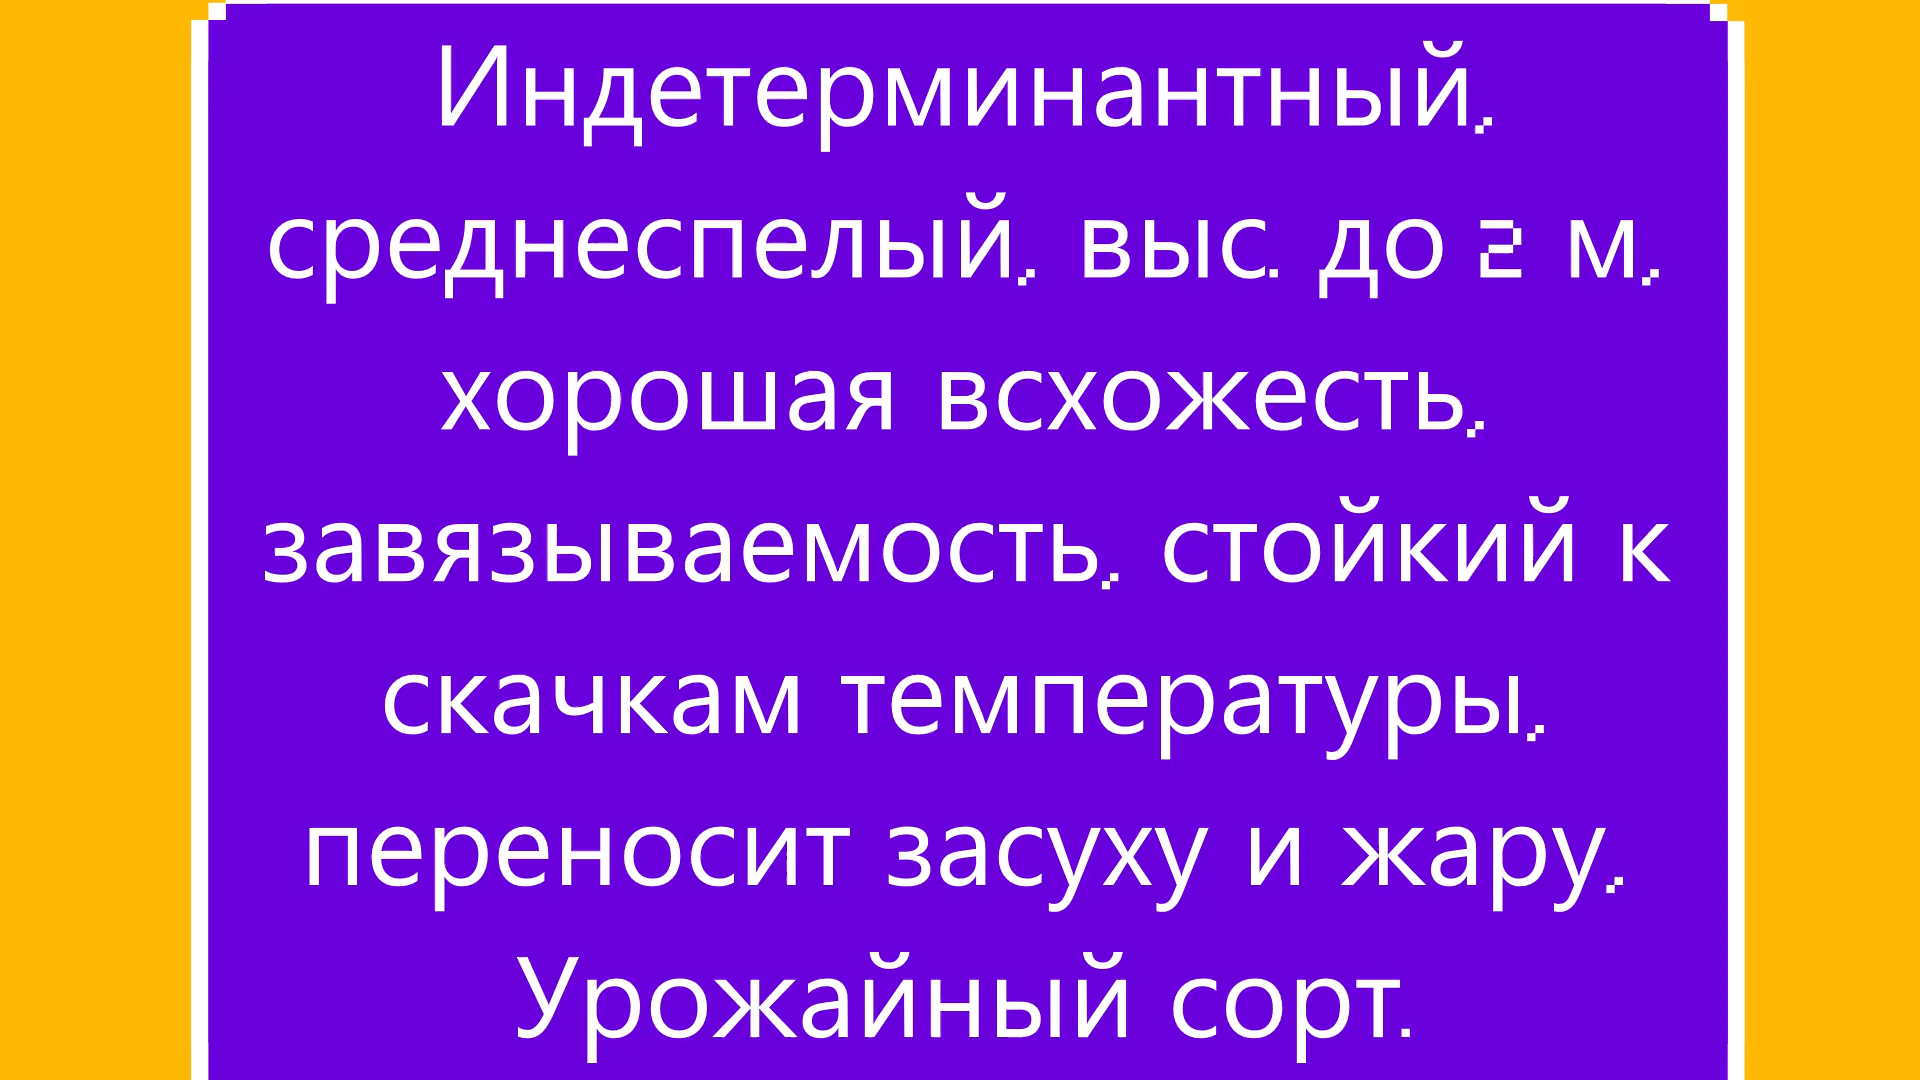 Индетерминантный,
среднеспелый, выс. до 2 м,
хорошая всхожесть,
завязываемость, стойкий к
скачкам температуры,
переносит засуху и жару,
Урожайный сорт.